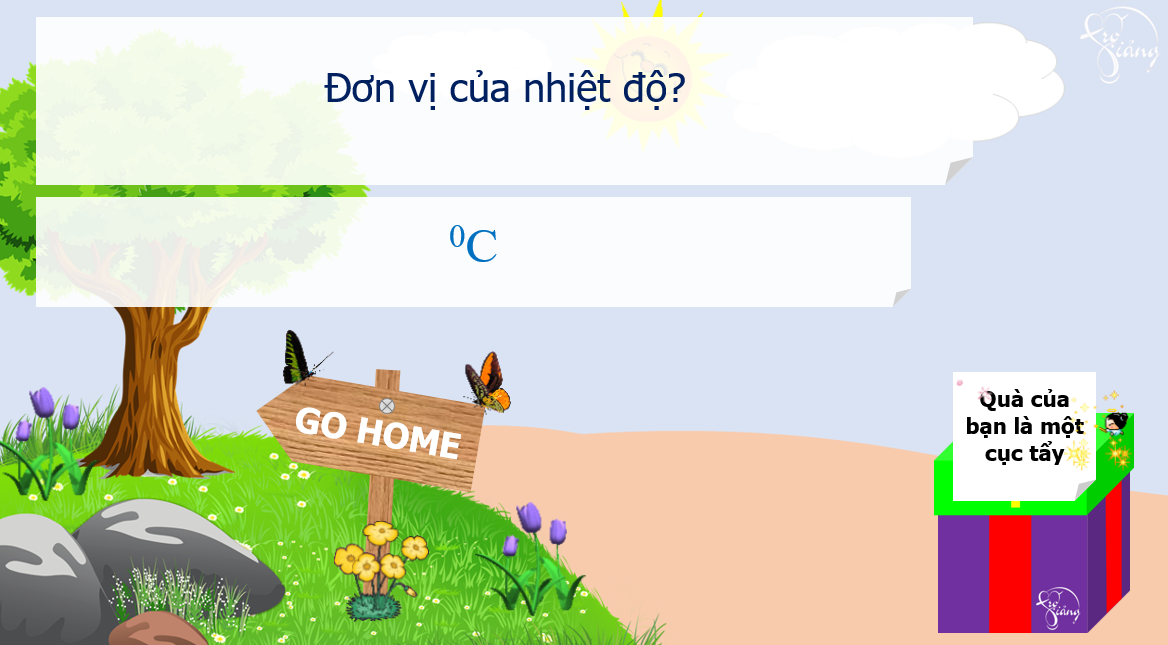 Đơn vị của nhiệt độ?
⁰C
GO HOME
Quà của
bạn là một
cục tẩy